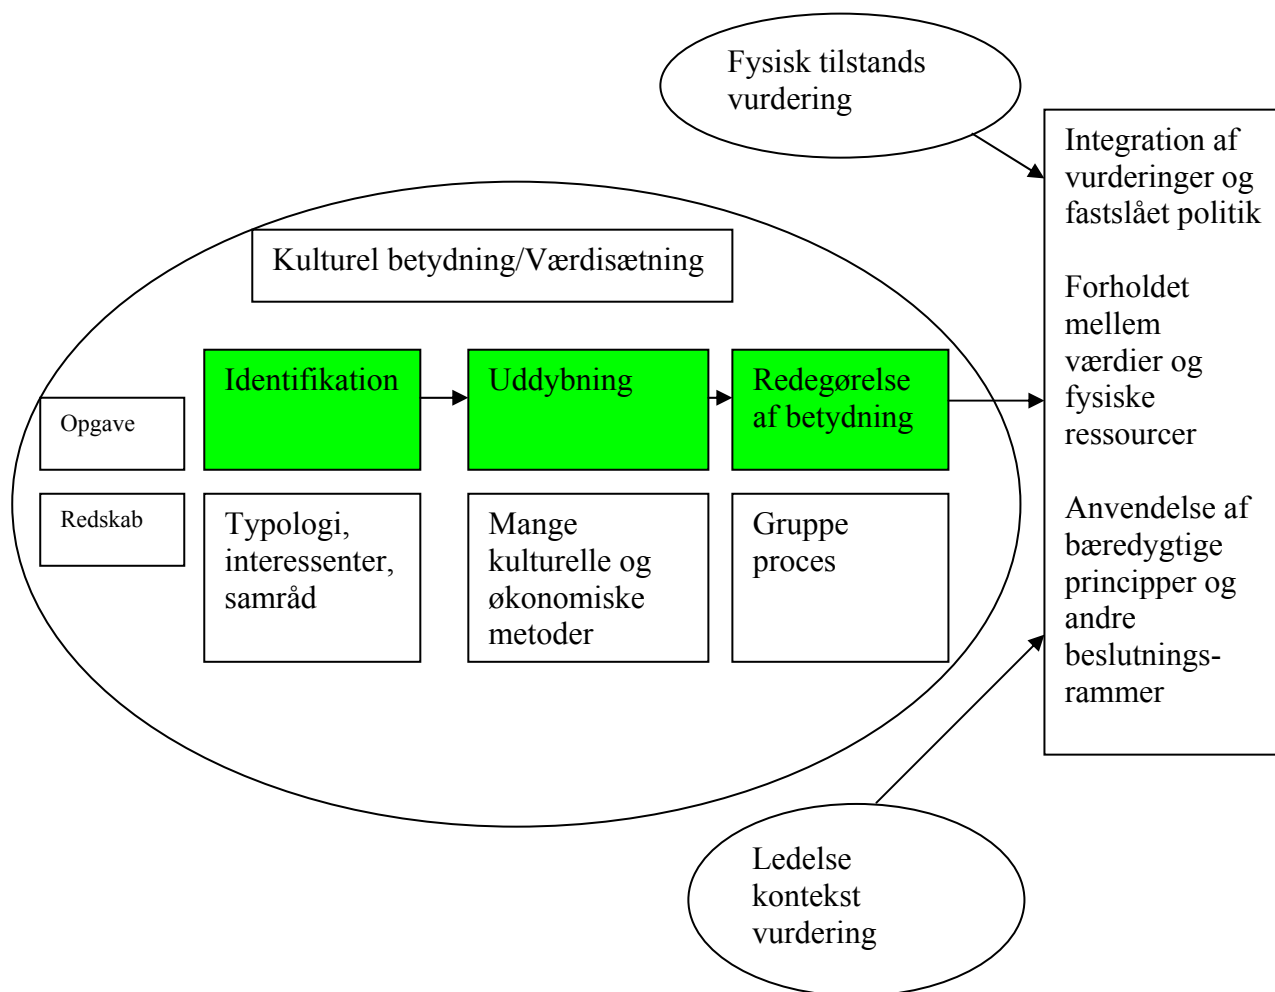 Fysisk tilstands
vurdering
Integration af
vurderinger og
fastslået politik
Forholdet
mellem
værdier og
fysiske
ressourcer
Anvendelse af
bæredygtige
principper og
andre
beslutnings-
rammer
Kulturel betydning/Værdisætning
Opgave
Identifikation
Uddybning
Redegørelse
af betydning
Redskab
Typologi,
interessenter,
samråd
Mange
kulturelle og
økonomiske
metoder
Gruppe
proces
Ledelse
kontekst
vurdering